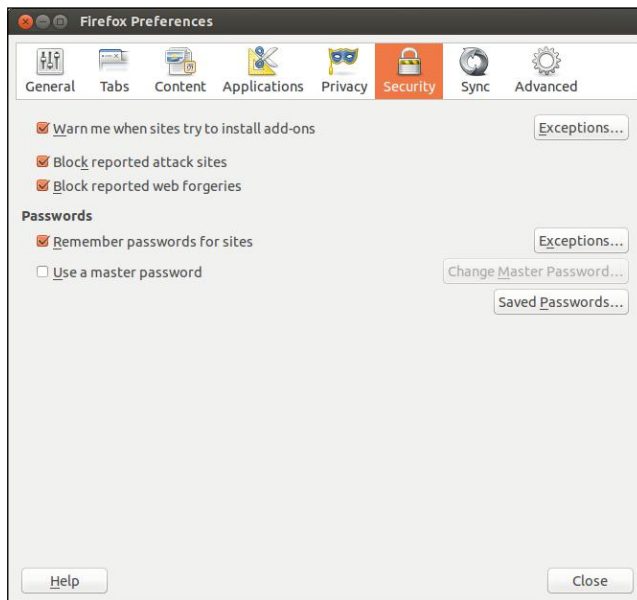 Firefox Preferences
General Tabs Content Applications Privacy Security Sync Advanced
Warn me when sites try to install add-ons Exceptions...
Block reported attack sites
Block reported web forgeries
Passwords
Remember passwords for sites Exceptions...
Use a master password Change Master Password...
Saved Passwords...
Help Close